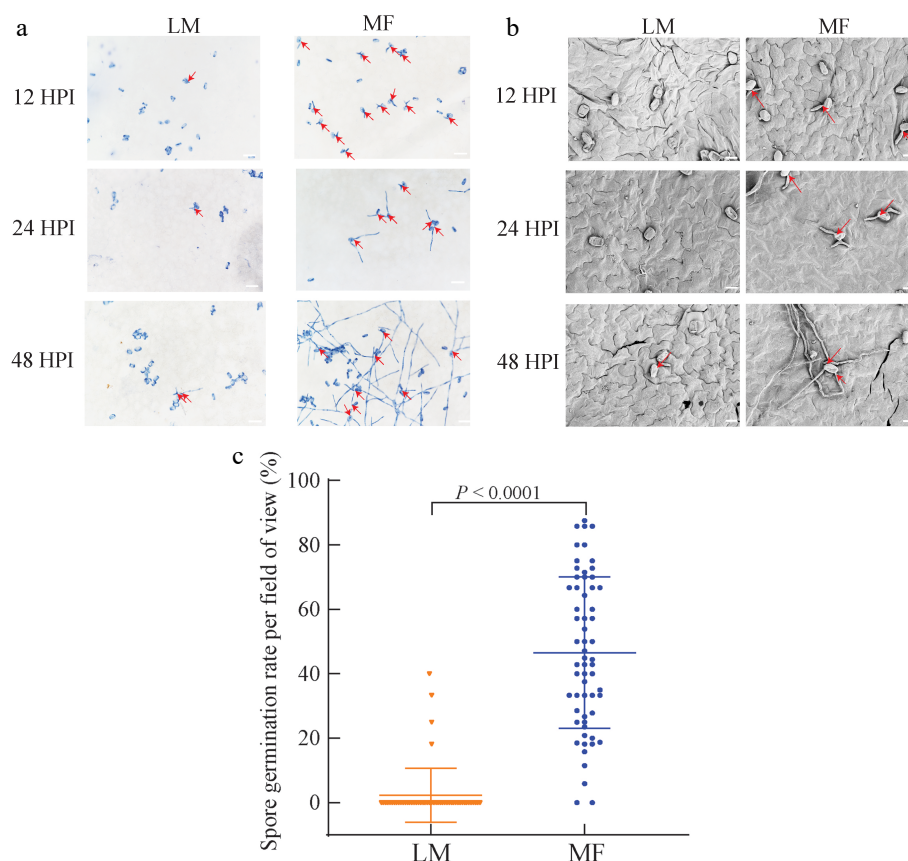 a
LM
MF
12 HPI
24 HPI
48 HPI
b
LM
MF
12 HPI
24 HPI
48 HPI
c
Spore germination rate per field of view (%)
100
80
60
40
20
0
P < 0.0001
LM
MF